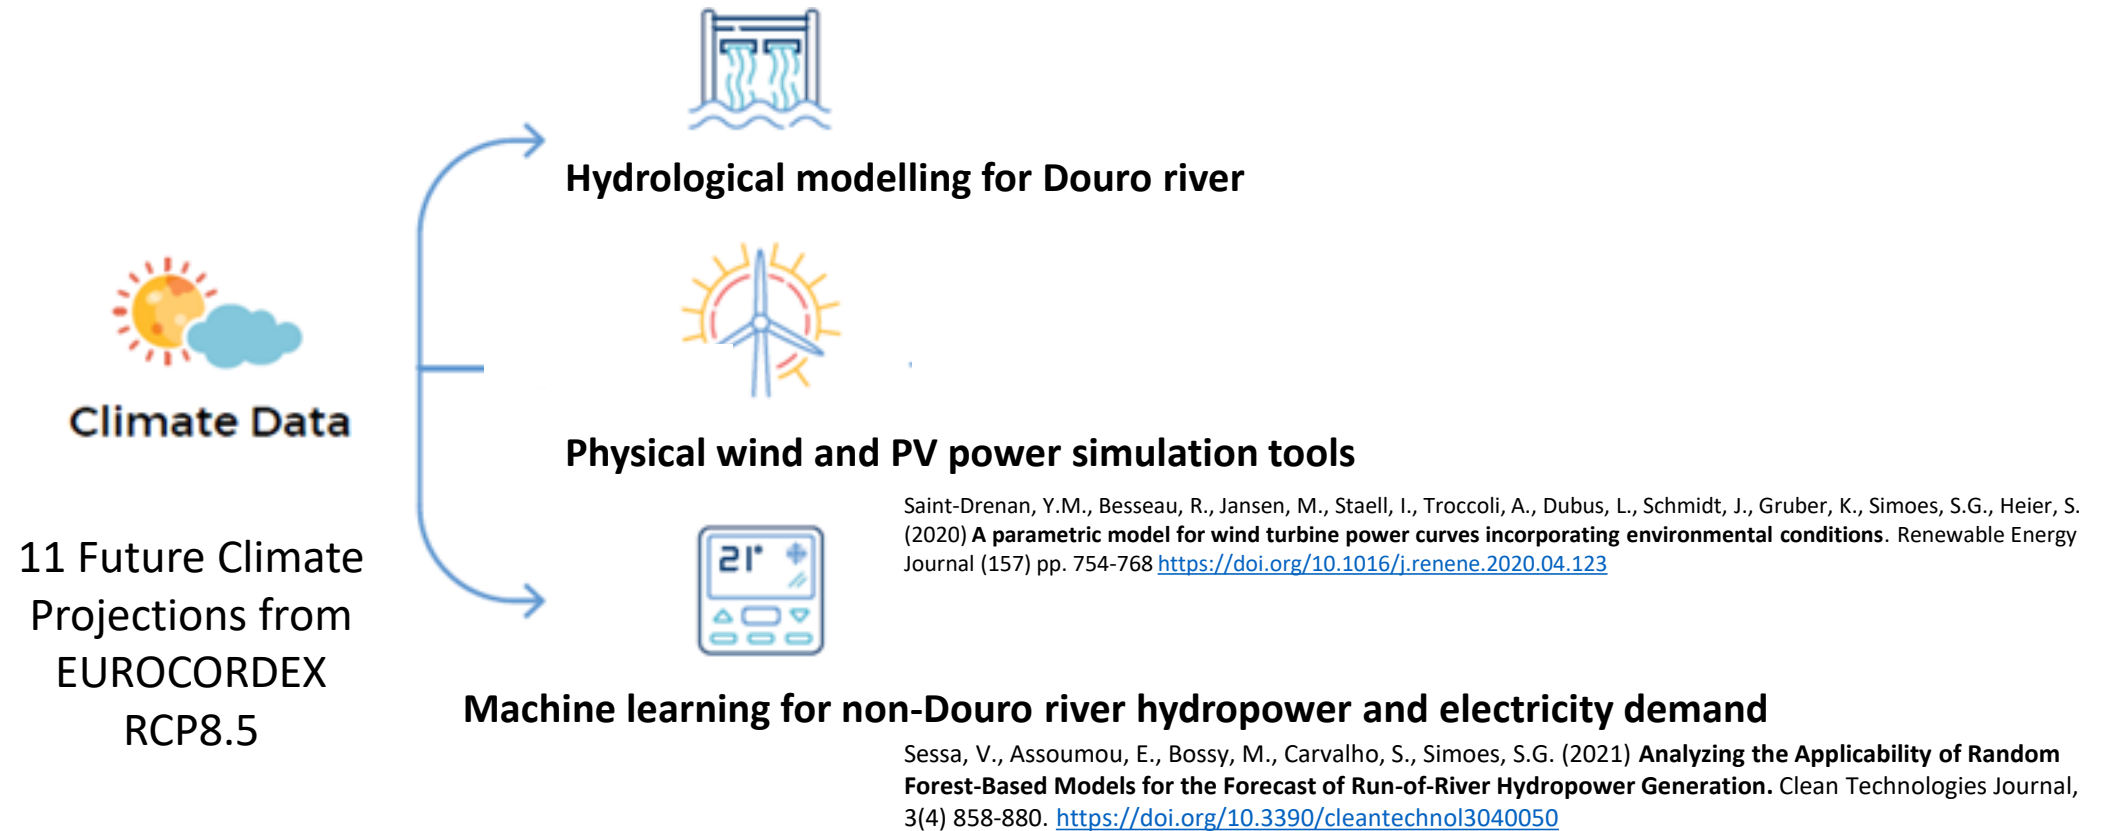 Hydrological modelling for Douro river
Climate Data
11 Future Climate
Projections from
EUROCORDEX
RCP8.5
Physical wind and PV power simulation tools
Saint-Drenan, Y.M., Besseau, R., Jansen, M., Staell, I., Troccoli, A., Dubus, L., Schmidt, J., Gruber, K., Simoes, S.G., Heier, S.
(2020) A parametric model for wind turbine power curves incorporating environmental conditions. Renewable Energy
Journal (157) pp. 754-768 https://doi.org/10.1016/j.renene.2020.04.123
21°
Machine learning for non-Douro river hydropower and electricity demand
Sessa, V., Assoumou, E., Bossy, M., Carvalho, S., Simoes, S.G. (2021) Analyzing the Applicability of Random
Forest-Based Models for the Forecast of Run-of-River Hydropower Generation. Clean Technologies Journal,
3(4) 858-880. https://doi.org/10.3390/cleantechnol3040050